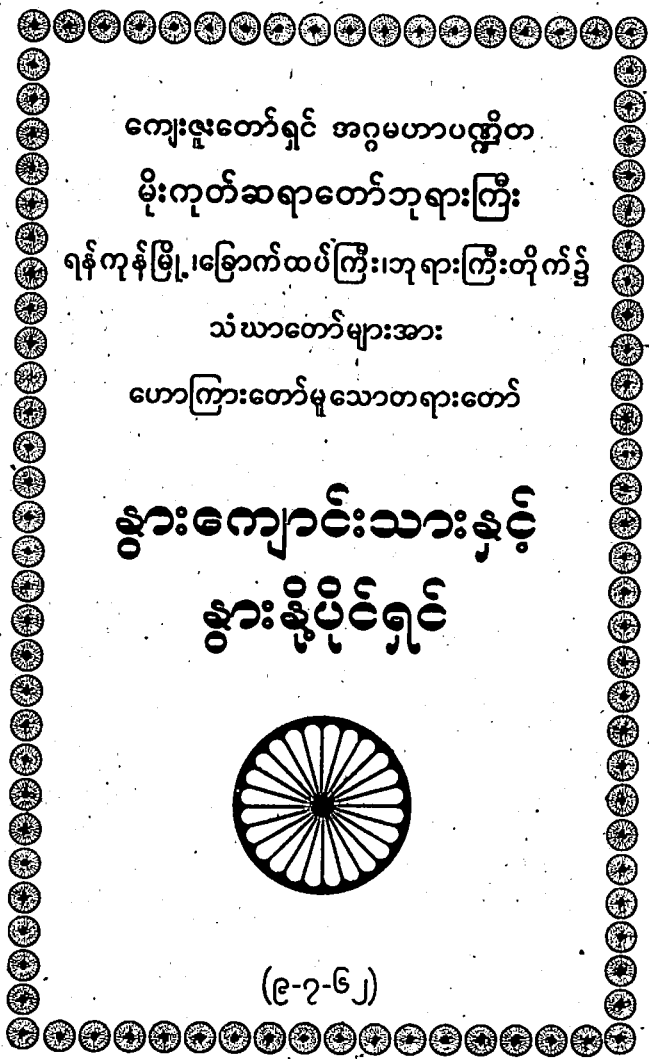 ကျေးဇူးတော်ရှင် အဂ္ဂမဟာပဏ္ဍိတ
မိုးကုတ်ဆရာတော်ဘုရားကြီး
ရန်ကုန်မြို့၊ခြောက်ထပ်ကြီး၊ဘုရားကြီးတိုက်၌
သံဃာတော်များအား
ဟောကြားတော်မူသောတရားတော်
နွားကျောင်းသားနှင့်
နွားနို့ပိုင်ရှင်
(၉-၇-၆၂)